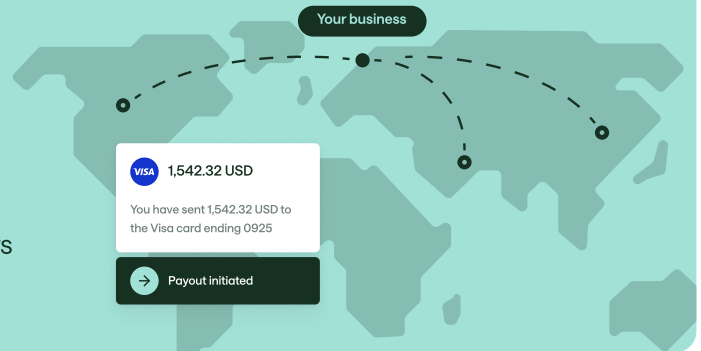 Your business
VISA
1,542.32 USD
You have sent 1,542.32 USD to
the Visa card ending 0925
Payout initiated